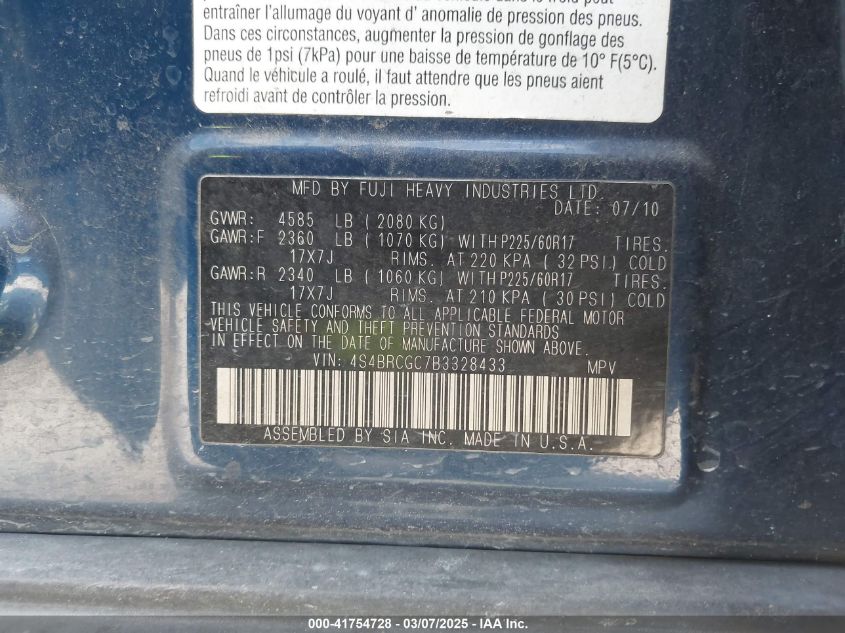 entraîner l'allumage du voyant d' anomalie de pression des pneus.
Dans ces circonstances, augmenter la pression de gonflage des
pneus de 1psi (7kPa) pour une baisse de température de 10° F(5°C).
Quand le véhicule a roulé, il faut attendre que les pneus aient
refroidi avant de contrôler la pression.
MFD BY FUJI HEAVY INDUSTRIES LTD.
DATE: 07/10
GVWR: 4585 LB ( 2080 KG)
GAWR:F 2360 LB ( 1070 KG) WITH P225/60R17 TIRES.
17X7J RIMS. AT 220 KPA ( 32 PSI) COLD
GAWR:R 2340 LB ( 1060 KG) WITH P225/60R17 TIRES.
17X7J RIMS. AT 210 KPA ( 30 PSI) COLD
THIS VEHICLE CONFORMS TO ALL APPLICABLE FEDERAL MOTOR
VEHICLE SAFETY AND THEFT PREVENTION STANDARDS
IN EFFECT ON THE DATE OF MANUFACTURE SHOWN ABOVE.
VIN: 4S4BRCGC7B3328433 MPV
ASSEMBLED BY SIA INC. MADE IN U.S.A.
000-41754728 - 03/07/2025 - IAA Inc.